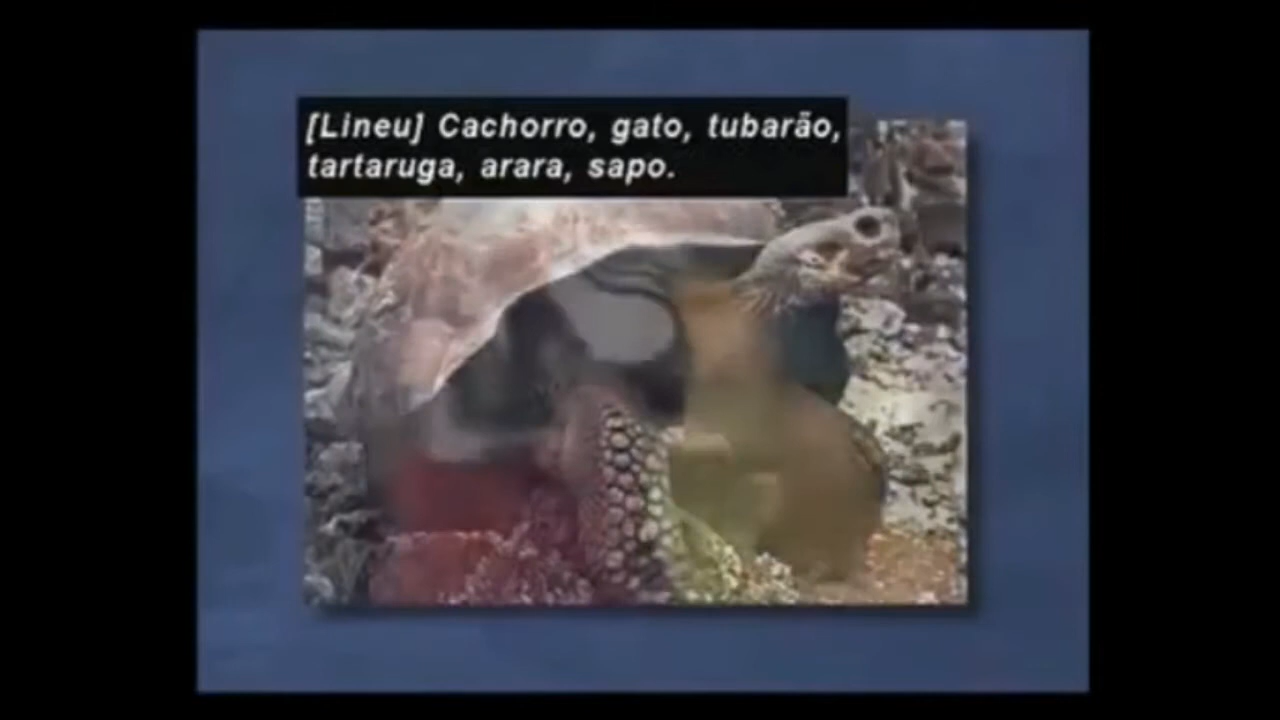 [Lineu] Cachorro, gato, tubarão,
tartaruga, arara, sapo.